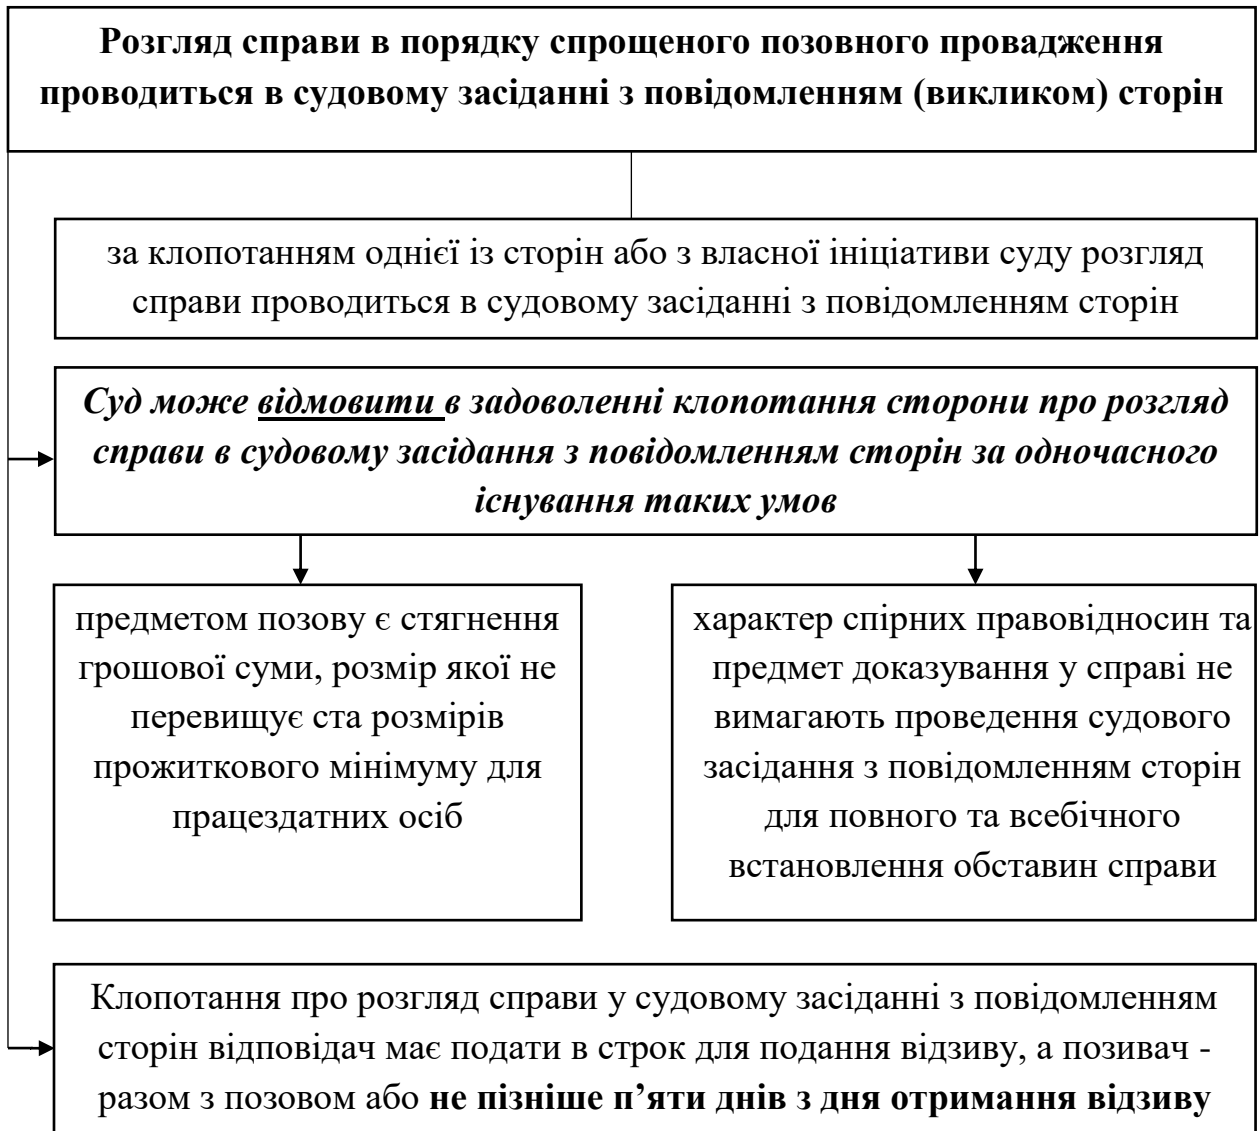 Розгляд справи в порядку спрощеного позовного провадження
проводиться в судовому засіданні з повідомленням (викликом) сторін
за клопотанням однієї із сторін або з власної ініціативи суду розгляд
справи проводиться в судовому засіданні з повідомленням сторін
Суд може відмовити в задоволенні клопотання сторони про розгляд
справи в судовому засідання з повідомленням сторін за одночасного
існування таких умов
предметом позову є стягнення
грошової суми, розмір якої не
перевищує ста розмірів
прожиткового мінімуму для
працездатних осіб
характер спірних правовідносин та
предмет доказування у справі не
вимагають проведення судового
засідання з повідомленням сторін
для повного та всебічного
встановлення обставин справи
Клопотання про розгляд справи у судовому засіданні з повідомленням
сторін відповідач має подати в строк для подання відзиву, а позивач -
разом з позовом або не пізніше п’яти днів з дня отримання відзиву